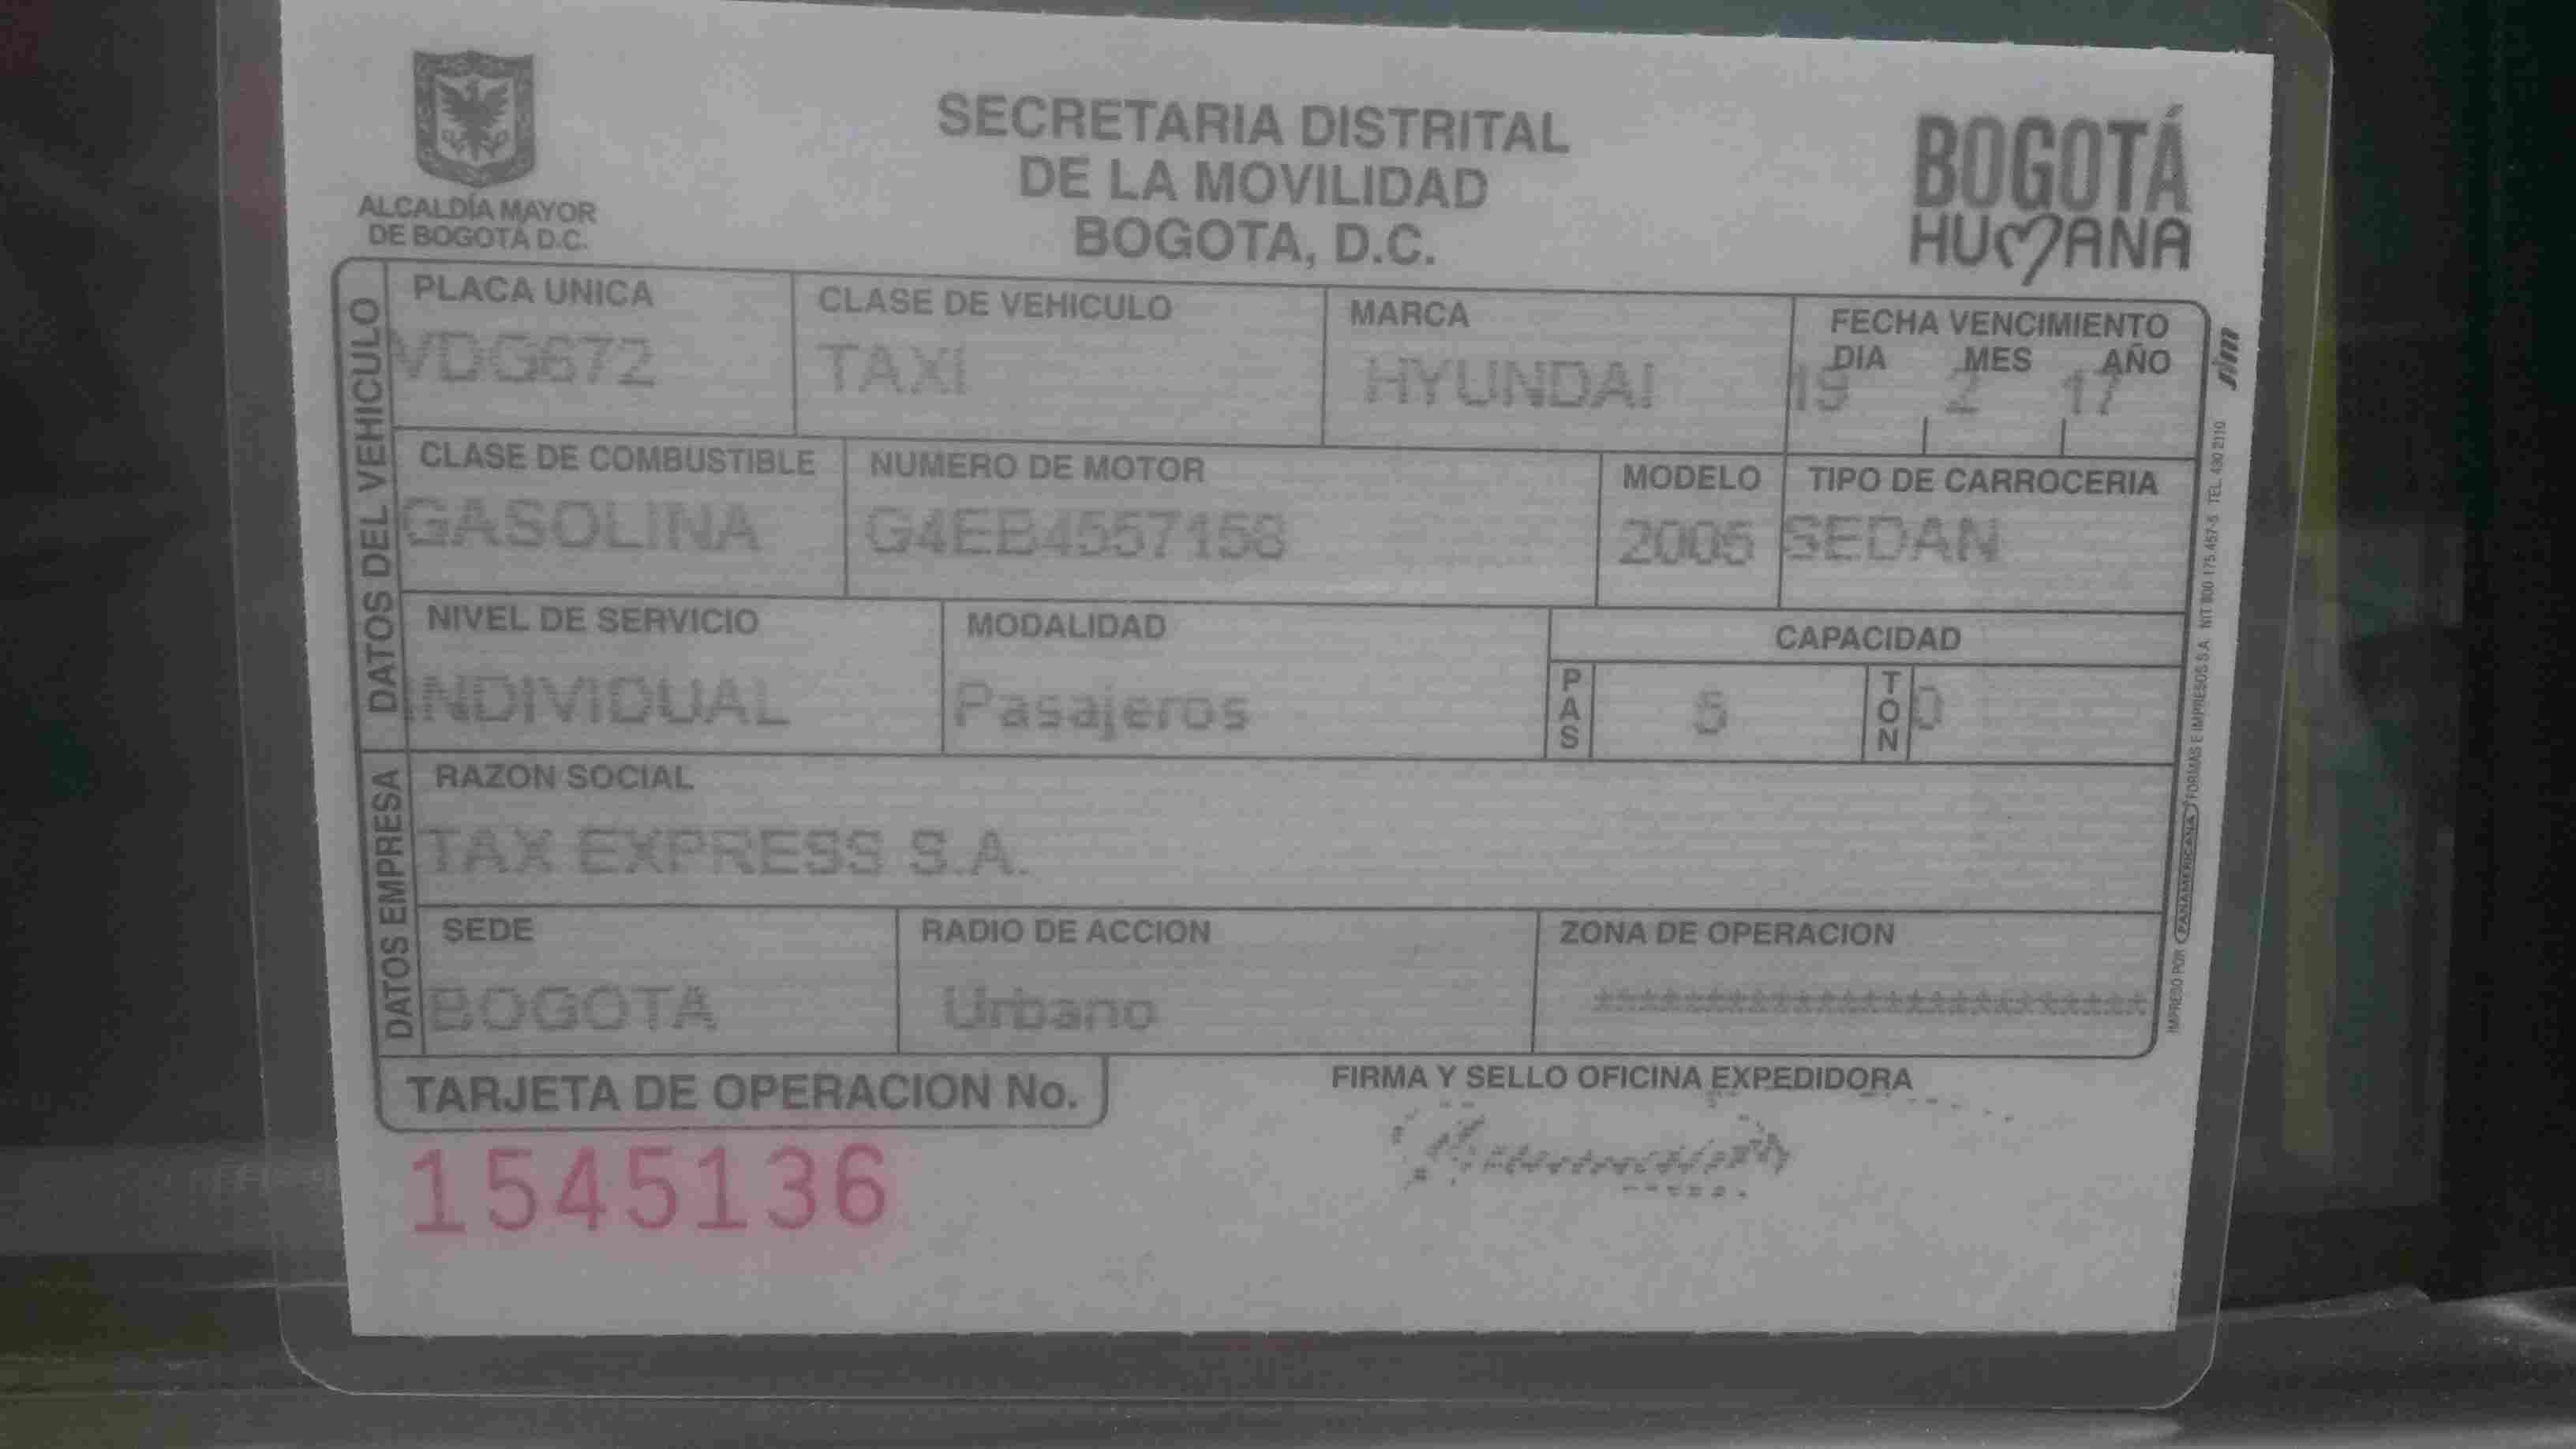 ALCALDÍA MAYOR
DE BOGOTÁ D.C.
SECRETARIA DISTRITAL
DE LA MOVILIDAD
BOGOTA, D.C.
BOGOTÁ
HUMANA
DATOS DEL VEHICULO
PLACA UNICA
VDG672
CLASE DE VEHICULO
TAXI
MARCA
HYUNDAI
FECHA VENCIMIENTO
DIA MES AÑO
19 2 17
CLASE DE COMBUSTIBLE
GASOLINA
NUMERO DE MOTOR
G4EB4557158
MODELO
2005
TIPO DE CARROCERIA
SEDAN
NIVEL DE SERVICIO
INDIVIDUAL
MODALIDAD
Pasajeros
CAPACIDAD
PAS
5
TON
0
DATOS EMPRESA
RAZON SOCIAL
TAX EXPRESS S.A.
SEDE
BOGOTA
RADIO DE ACCION
Urbano
ZONA DE OPERACION
*************************
TARJETA DE OPERACION No.
1545136
FIRMA Y SELLO OFICINA EXPEDIDORA
sim
IMPRESO POR PANAMERICANA FORMAS E IMPRESOS S.A. NIT 800 175.457-5 TEL. 430 2110